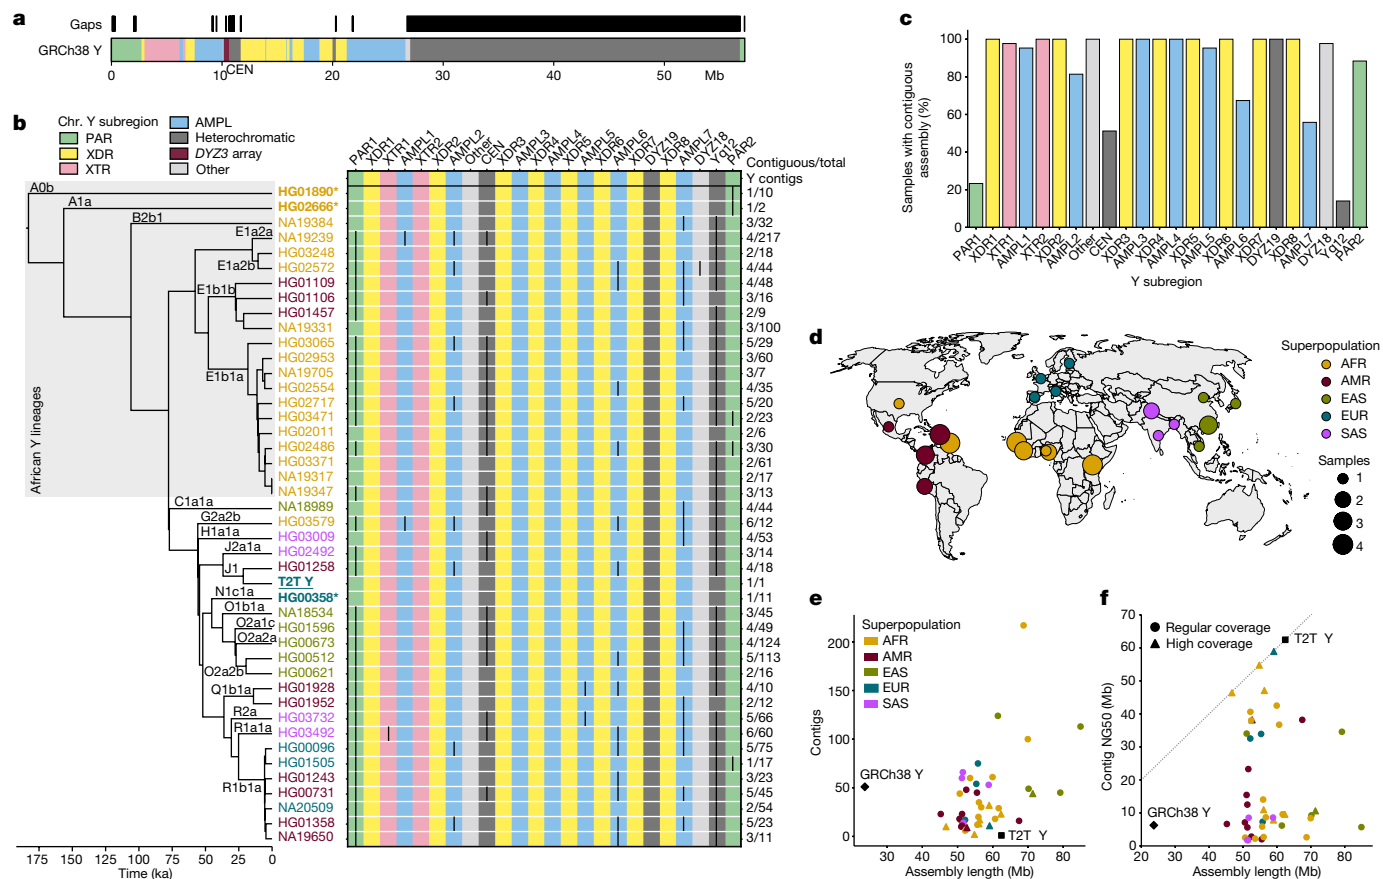 a
Gaps
GRCh38 Y
CEN
0 10 20 30 40 50 Mb
b
Chr. Y subregion
PAR
XDR
XTR
AMPL
Heterochromatic
DYZ3 array
Other
PAR1 XDR1 XTR1 AMPL1 XTR2 XDR2 AMPL2 Other CEN XDR3 AMPL3 XDR4 AMPL4 XDR5 AMPL5 XDR6 AMPL6 XDR7 DYZ19 XDR8 AMPL7 DYZ18 Yq12 PAR2
Contiguous/total
Y contigs
African Y lineages
A0b
A1a
B2b1
E1a2a
E1a2b
E1b1b
E1b1a
C1a1a
G2a2b
H1a1a
J2a1a
J1
N1c1a
O1b1a
O2a1c
O2a2a
O2a2b
Q1b1a
R2a
R1a1a
R1b1a
HG01890* 1/10
HG02666* 1/2
NA19384 3/32
NA19239 4/217
HG03248 2/18
HG02572 4/44
HG01109 4/48
HG01106 3/16
HG01457 2/9
NA19331 3/100
HG03065 5/29
HG02953 3/60
NA19705 3/7
HG02554 4/35
HG02717 5/20
HG03471 2/23
HG02011 2/6
HG02486 3/30
HG03371 2/61
NA19317 2/17
NA19347 3/13
NA18989 4/44
HG03579 6/12
HG03009 4/53
HG02492 3/14
HG01258 4/18
T2T Y 1/1
HG00358* 1/11
NA18534 3/45
HG01596 4/49
HG00673 4/124
HG00512 5/113
HG00621 2/16
HG01928 4/10
HG01952 2/12
HG03732 5/66
HG03492 6/60
HG00096 5/75
HG01505 1/17
HG01243 3/23
HG00731 5/45
NA20509 2/54
HG01358 5/23
NA19650 3/11
175 150 125 100 75 50 25 0
Time (ka)
c
Samples with contiguous
assembly (%)
100
80
60
40
20
0
PAR1 XDR1 XTR1 AMPL1 XTR2 XDR2 AMPL2 Other CEN XDR3 AMPL3 XDR4 AMPL4 XDR5 AMPL5 XDR6 AMPL6 XDR7 DYZ19 XDR8 AMPL7 DYZ18 Yq12 PAR2
Y subregion
d
Superpopulation
AFR
AMR
EAS
EUR
SAS
Samples
1
2
3
4
e
Superpopulation
AFR
AMR
EAS
EUR
SAS
Contigs
200
150
100
50
0
GRCh38 Y
T2T Y
30 40 50 60 70 80
Assembly length (Mb)
f
Regular coverage
High coverage
T2T Y
GRCh38 Y
Contig NG50 (Mb)
70
60
50
40
30
20
10
0
20 30 40 50 60 70 80
Assembly length (Mb)